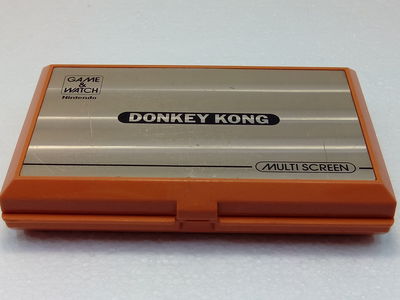 GAME
&
WATCH
Nintendo
DONKEY KONG
MULTI SCREEN